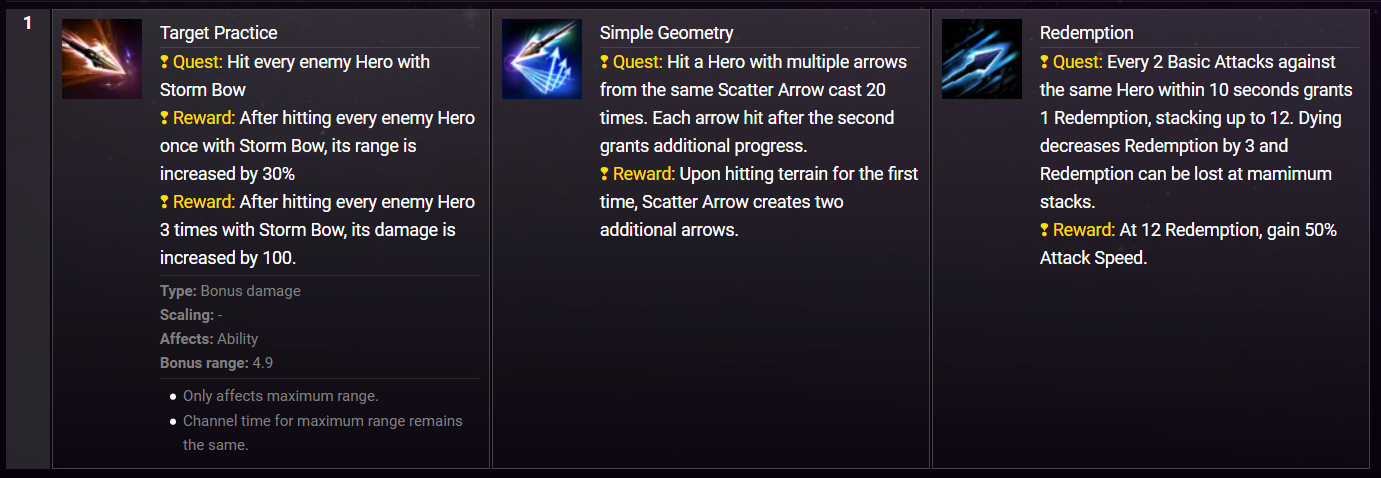 1
Target Practice
❢ Quest: Hit every enemy Hero with
Storm Bow
❢ Reward: After hitting every enemy Hero
once with Storm Bow, its range is
increased by 30%
❢ Reward: After hitting every enemy Hero
3 times with Storm Bow, its damage is
increased by 100.
Type: Bonus damage
Scaling: -
Affects: Ability
Bonus range: 4.9
● Only affects maximum range.
● Channel time for maximum range remains
the same.
Simple Geometry
❢ Quest: Hit a Hero with multiple arrows
from the same Scatter Arrow cast 20
times. Each arrow hit after the second
grants additional progress.
❢ Reward: Upon hitting terrain for the first
time, Scatter Arrow creates two
additional arrows.
Redemption
❢ Quest: Every 2 Basic Attacks against
the same Hero within 10 seconds grants
1 Redemption, stacking up to 12. Dying
decreases Redemption by 3 and
Redemption can be lost at mamimum
stacks.
❢ Reward: At 12 Redemption, gain 50%
Attack Speed.